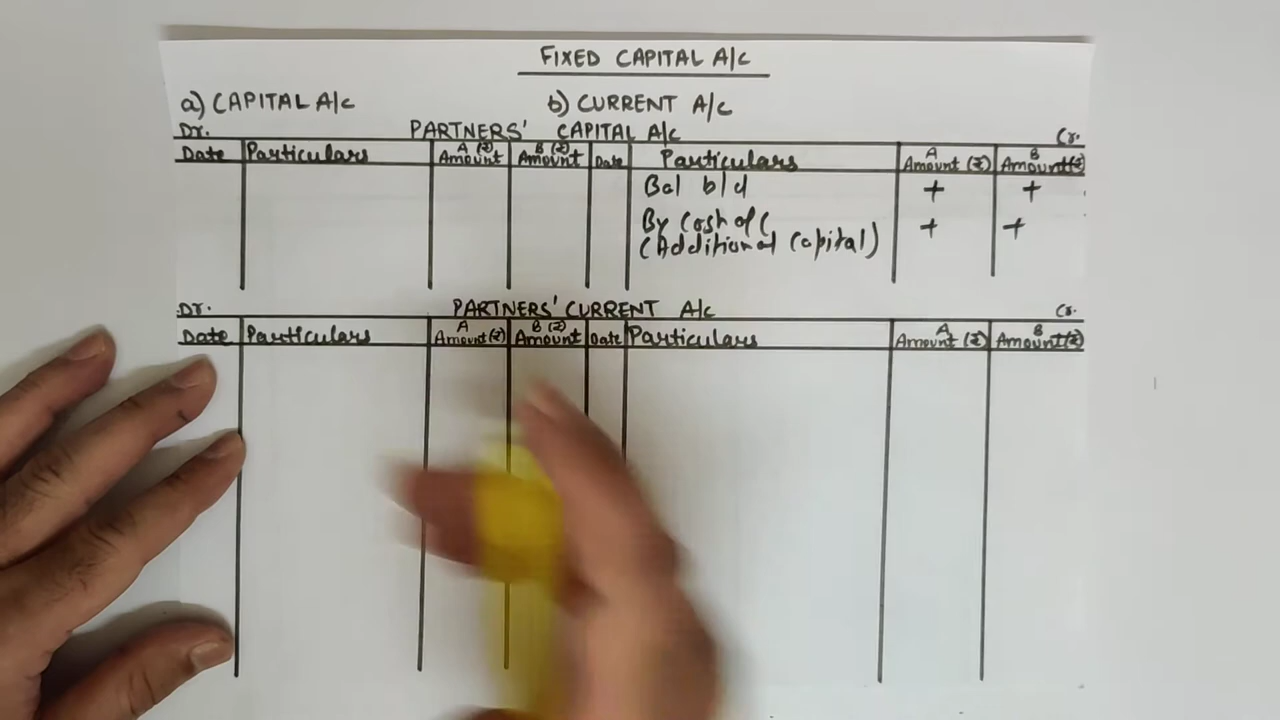 FIXED CAPITAL A/c
a) CAPITAL A/c b) CURRENT A/c
Dr. PARTNERS' CAPITAL A/c Cr.
Date Particulars A (₹) Amount B (₹) Amount Date Particulars A Amount (₹) B Amount (₹)
Bal b/d + +
By Cash a/c + +
(Additional Capital)
Dr. PARTNERS' CURRENT A/c Cr.
Date Particulars A Amount (₹) B (₹) Amount Date Particulars A Amount (₹) B Amount (₹)